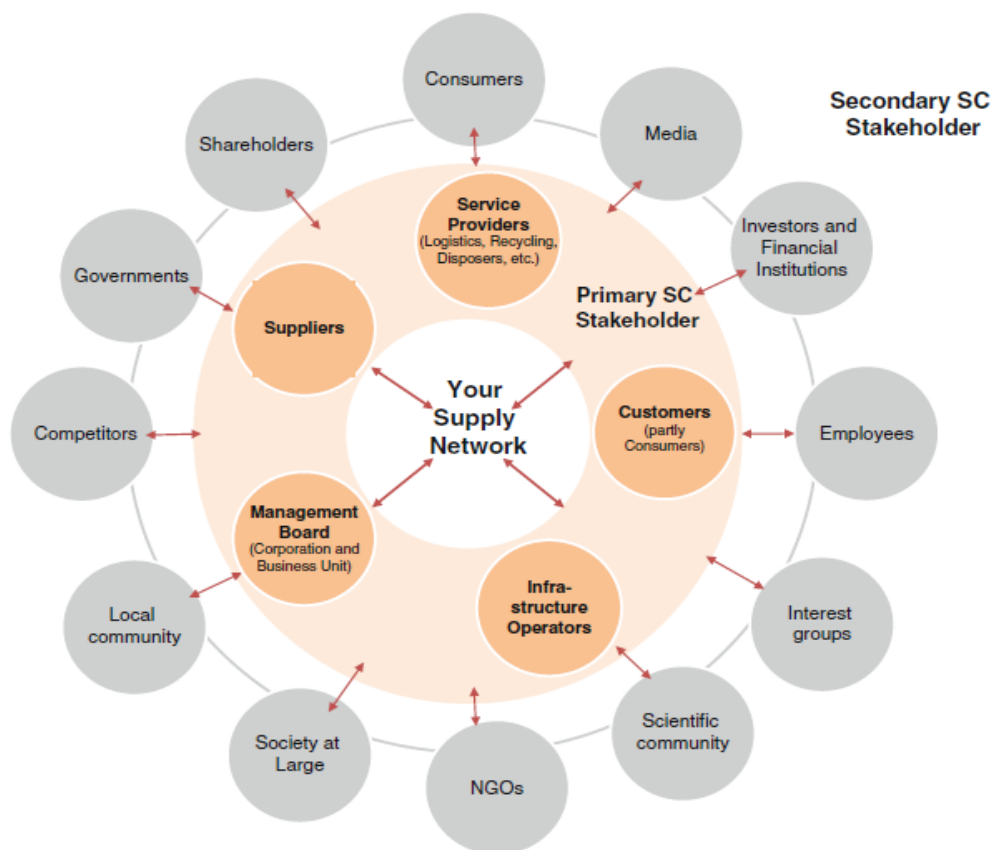 Consumers
Secondary SC
Stakeholder
Media
Shareholders
Service
Providers
(Logistics, Recycling,
Disposers, etc.)
Investors and
Financial
Institutions
Governments
Primary SC
Stakeholder
Suppliers
Your
Supply
Network
Customers
(partly
Consumers)
Competitors
Employees
Management
Board
(Corporation and
Business Unit)
Infra-
structure
Operators
Local
community
Interest
groups
Scientific
community
Society at
Large
NGOs